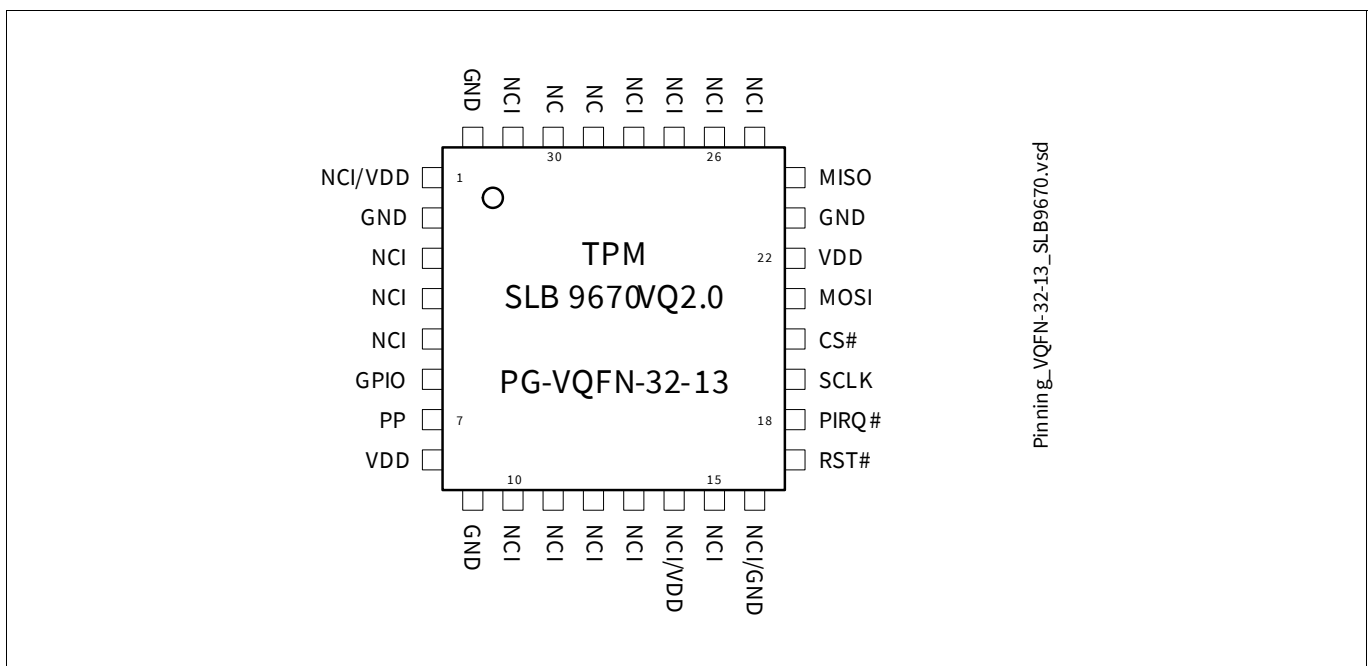 GND
NCI
NC
NC
NCI
NCI
NCI
NCI
30
26
NCI/VDD
1
MISO
GND
GND
NCI
TPM
22
VDD
NCI
SLB 9670VQ2.0
MOSI
NCI
CS#
GPIO
PG-VQFN-32-13
SCLK
PP
7
18
PIRQ#
VDD
RST#
10
15
GND
NCI
NCI
NCI
NCI
NCI/VDD
NCI
NCI/GND
Pinning_VQFN-32-13_SLB9670.vsd